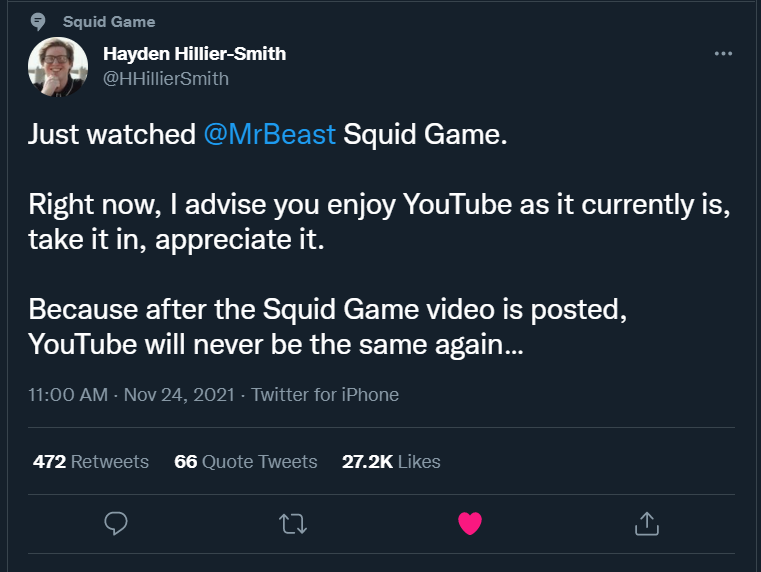 Squid Game
Hayden Hillier-Smith
@HHillierSmith
Just watched @MrBeast Squid Game.
Right now, I advise you enjoy YouTube as it currently is,
take it in, appreciate it.
Because after the Squid Game video is posted,
YouTube will never be the same again...
11:00 AM · Nov 24, 2021 · Twitter for iPhone
472 Retweets 66 Quote Tweets 27.2K Likes